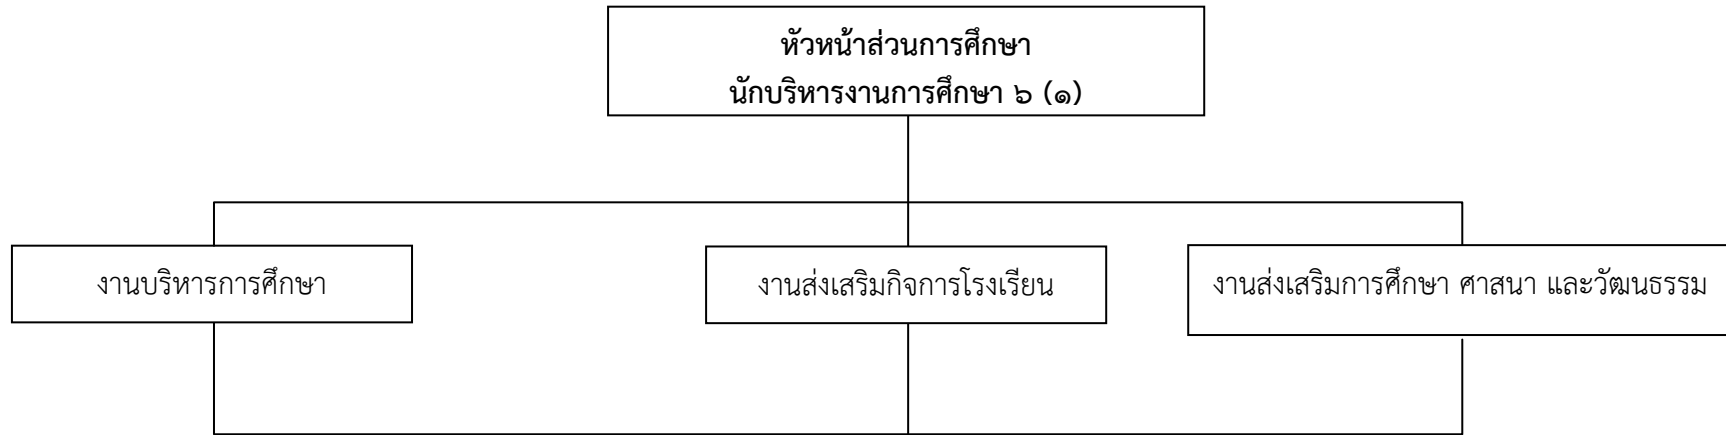 หัวหน้าส่วนการศึกษา
นักบริหารงานการศึกษา ๖ (๑)
งานบริหารการศึกษา
งานส่งเสริมกิจการโรงเรียน
งานส่งเสริมการศึกษา ศาสนา และวัฒนธรรม